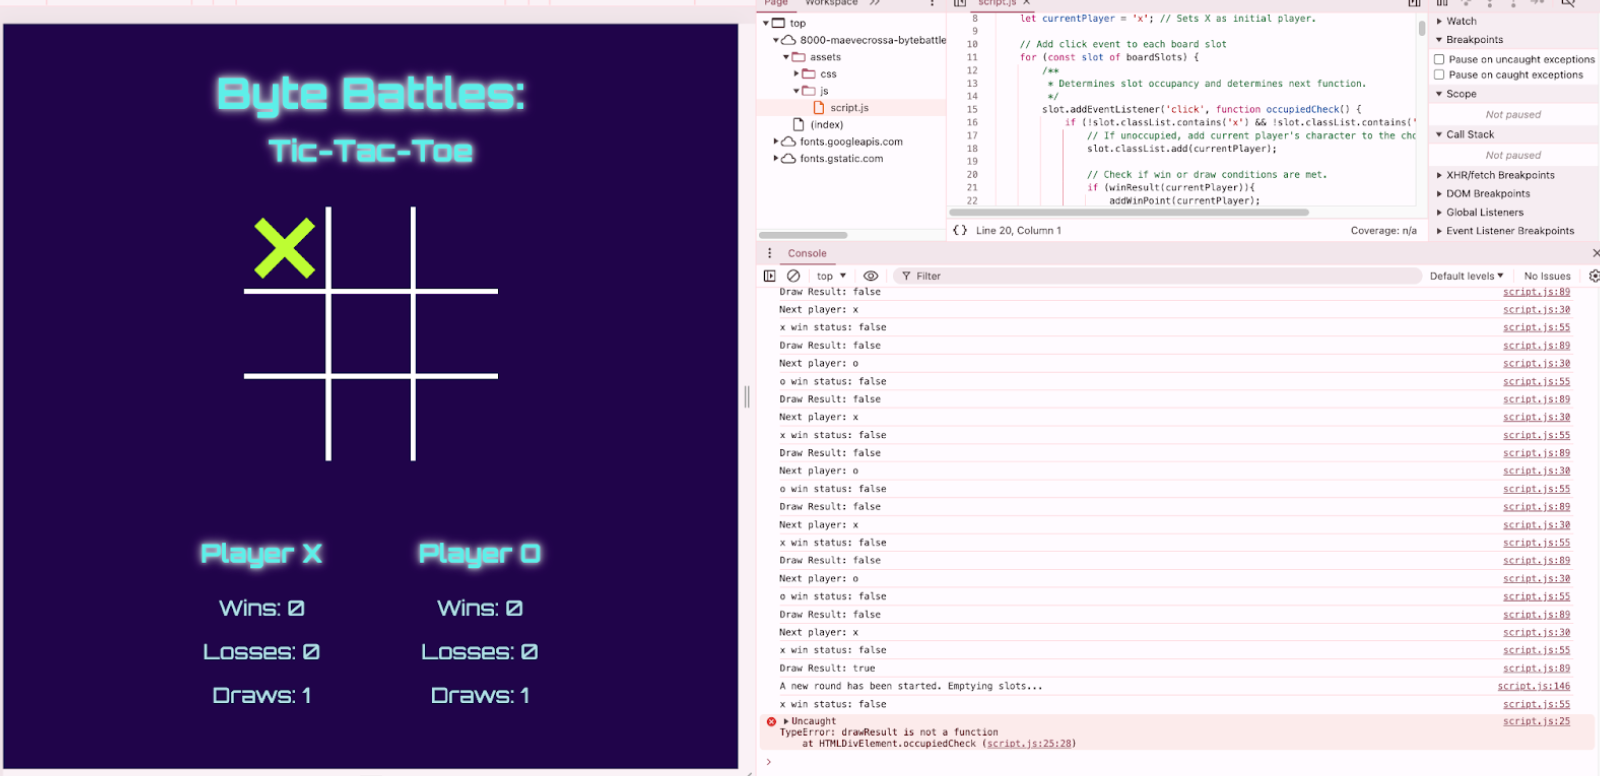 Byte Battles:
Tic-Tac-Toe
Player X
Player O
Wins: 0
Wins: 0
Losses: 0
Losses: 0
Draws: 1
Draws: 1
Page
Workspace
top
8000-maevecrossa-bytebattle
assets
css
js
script.js
(index)
fonts.googleapis.com
fonts.gstatic.com
script.js
8 let currentPlayer = 'x'; // Sets X as initial player.
9
10 // Add click event to each board slot
11 for (const slot of boardSlots) {
12 /**
13 * Determines slot occupancy and determines next function.
14 */
15 slot.addEventListener('click', function occupiedCheck() {
16 if (!slot.classList.contains('x') && !slot.classList.contains('
17 // If unoccupied, add current player's character to the cho
18 slot.classList.add(currentPlayer);
19
20 // Check if win or draw conditions are met.
21 if (winResult(currentPlayer)){
22 addWinPoint(currentPlayer);
{} Line 20, Column 1 Coverage: n/a
Watch
Breakpoints
Pause on uncaught exceptions
Pause on caught exceptions
Scope
Not paused
Call Stack
Not paused
XHR/fetch Breakpoints
DOM Breakpoints
Global Listeners
Event Listener Breakpoints
Console
top Filter Default levels No Issues
Draw Result: false script.js:89
Next player: x script.js:30
x win status: false script.js:55
Draw Result: false script.js:89
Next player: o script.js:30
o win status: false script.js:55
Draw Result: false script.js:89
Next player: x script.js:30
x win status: false script.js:55
Draw Result: false script.js:89
Next player: o script.js:30
o win status: false script.js:55
Draw Result: false script.js:89
Next player: x script.js:30
x win status: false script.js:55
Draw Result: false script.js:89
Next player: o script.js:30
o win status: false script.js:55
Draw Result: false script.js:89
Next player: x script.js:30
x win status: false script.js:55
Draw Result: true script.js:89
A new round has been started. Emptying slots... script.js:146
x win status: false script.js:55
Uncaught script.js:25
TypeError: drawResult is not a function
at HTMLDivElement.occupiedCheck (script.js:25:28)